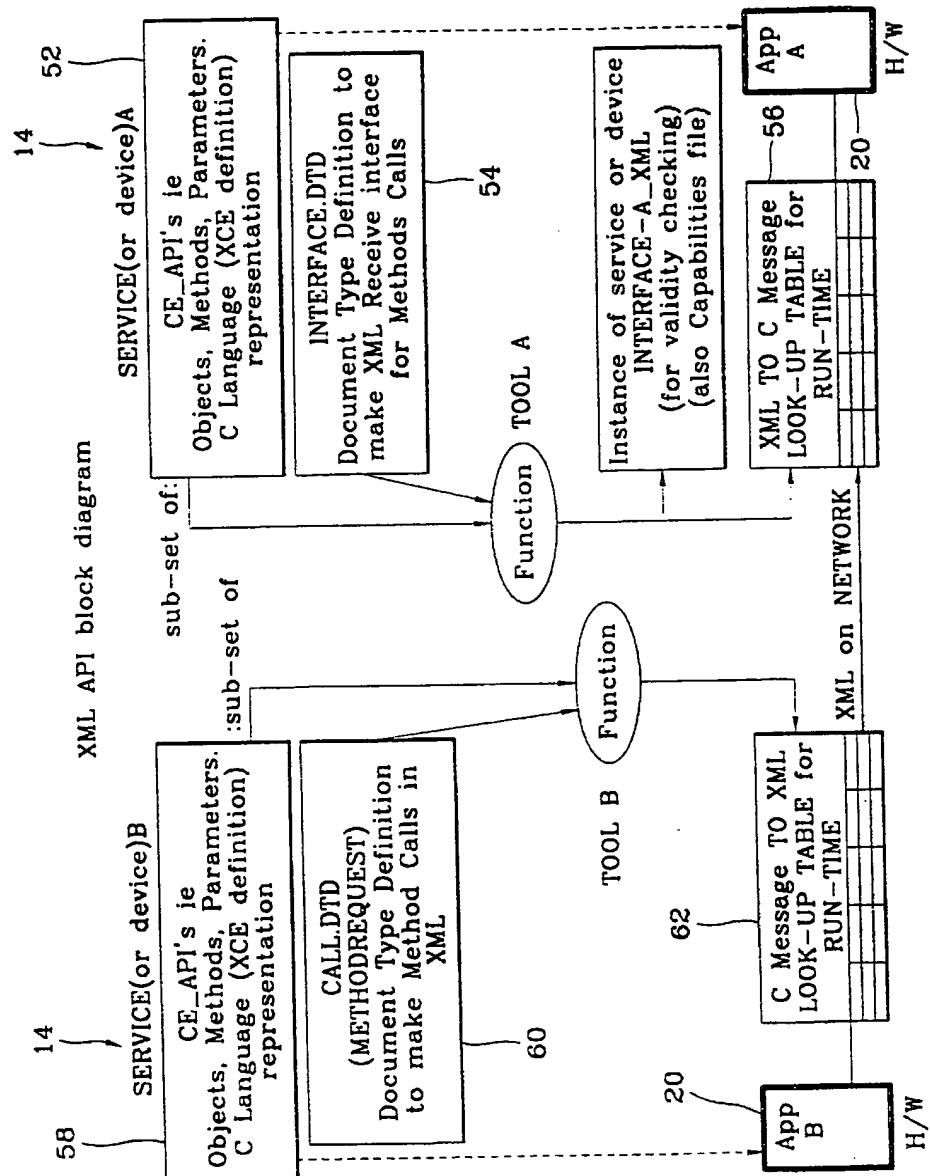 XML API block diagram
14
SERVICE(or device)B
58
CE_API's ie
Objects, Methods, Parameters.
C Language (XCE definition)
representation
:sub-set of
CALL.DTD
(METHODREQUEST)
Document Type Definition
to make Method Calls in
XML
60
Function
TOOL B
62
C Message TO XML
LOOK-UP TABLE for
RUN-TIME
20
App
B
H/W
XML on NETWORK
14
SERVICE(or device)A
52
CE_API's ie
Objects, Methods, Parameters.
C Language (XCE definition)
representation
sub-set of:
INTERFACE.DTD
Document Type Definition to
make XML Receive interface
for Methods Calls
54
Function
TOOL A
Instance of service or device
INTERFACE-A_XML
(for validity checking)
(also Capabilities file)
XML TO C Message
LOOK-UP TABLE for
RUN-TIME
56
20
App
A
H/W